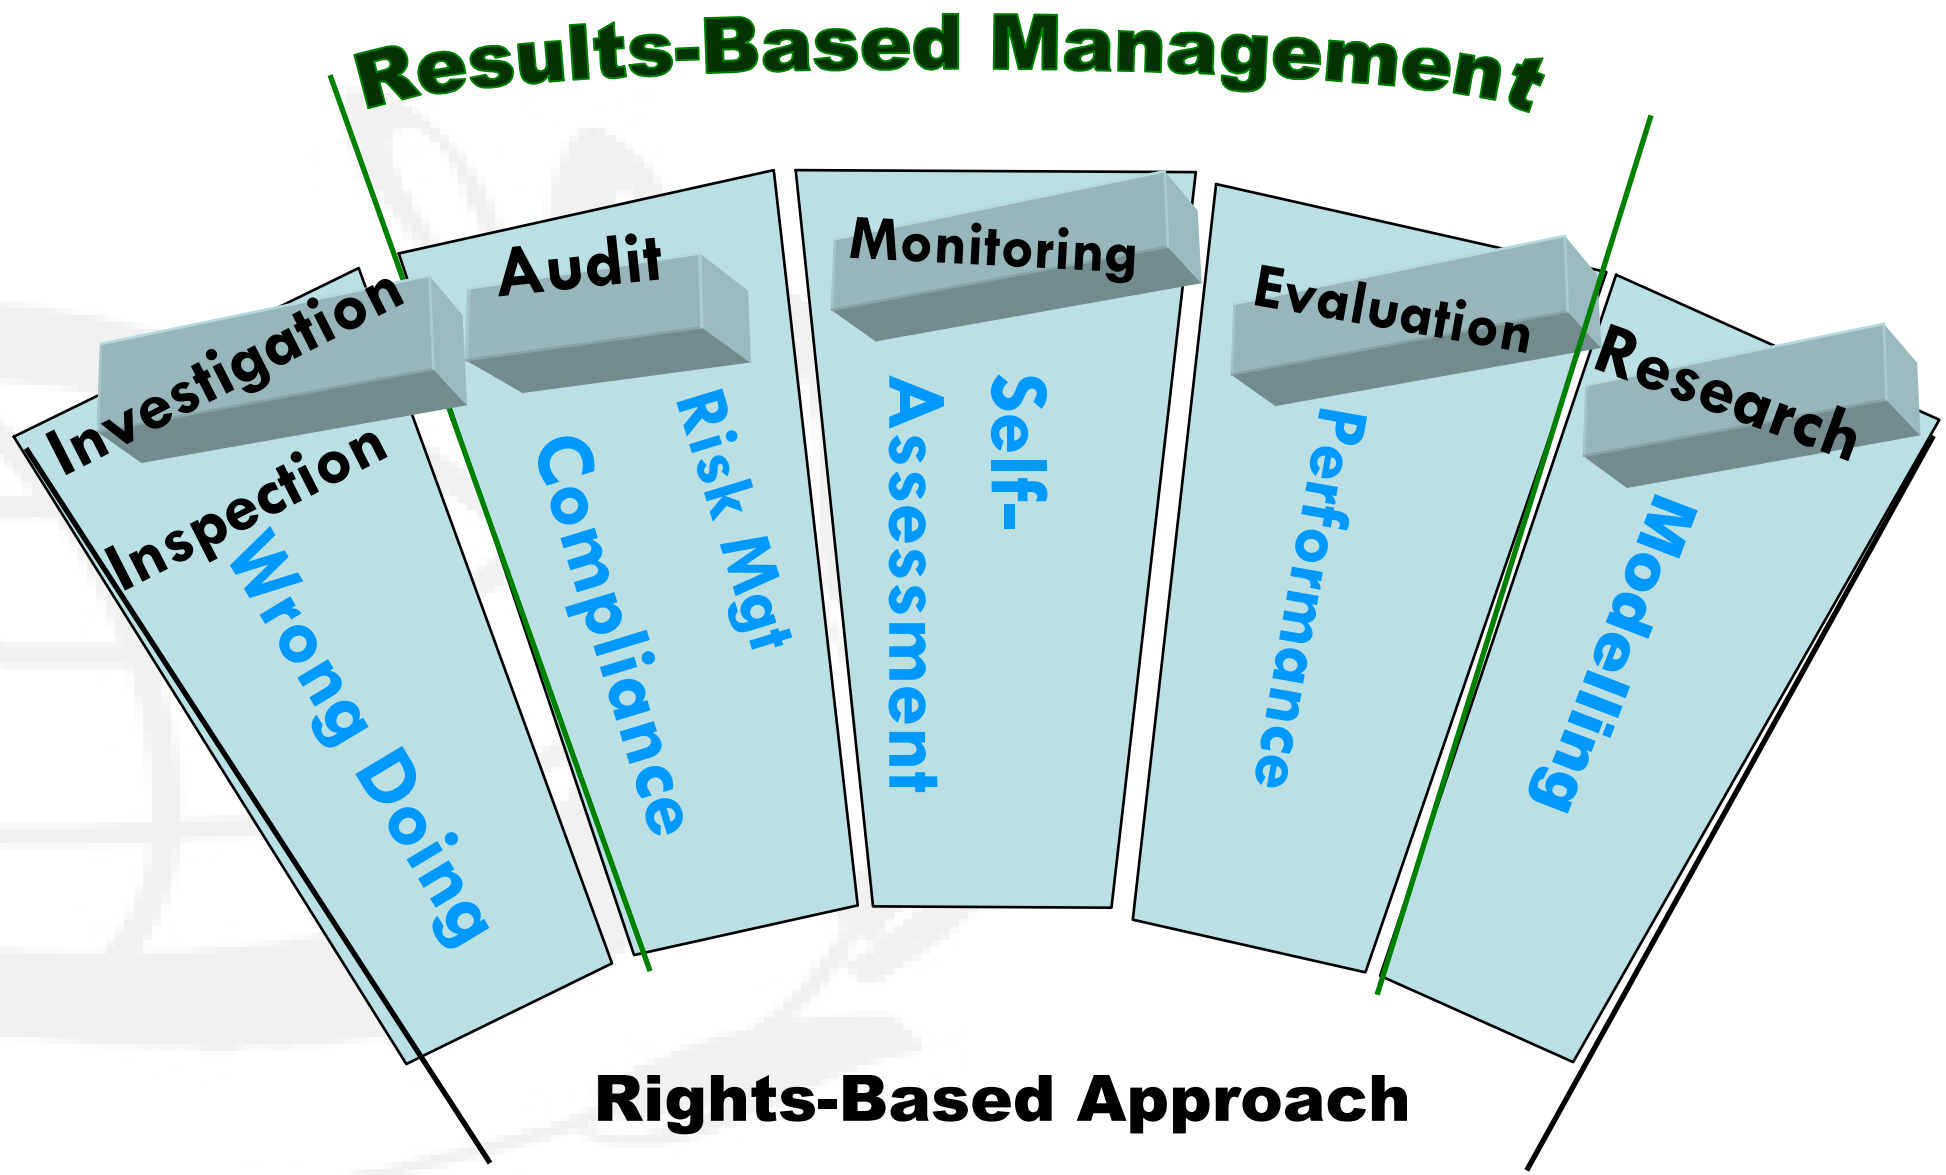 Results-Based Management
Investigation
Inspection
Wrong Doing
Audit
Risk Mgt
Compliance
Monitoring
Self-
Assessment
Evaluation
Performance
Research
Modelling
Rights-Based Approach